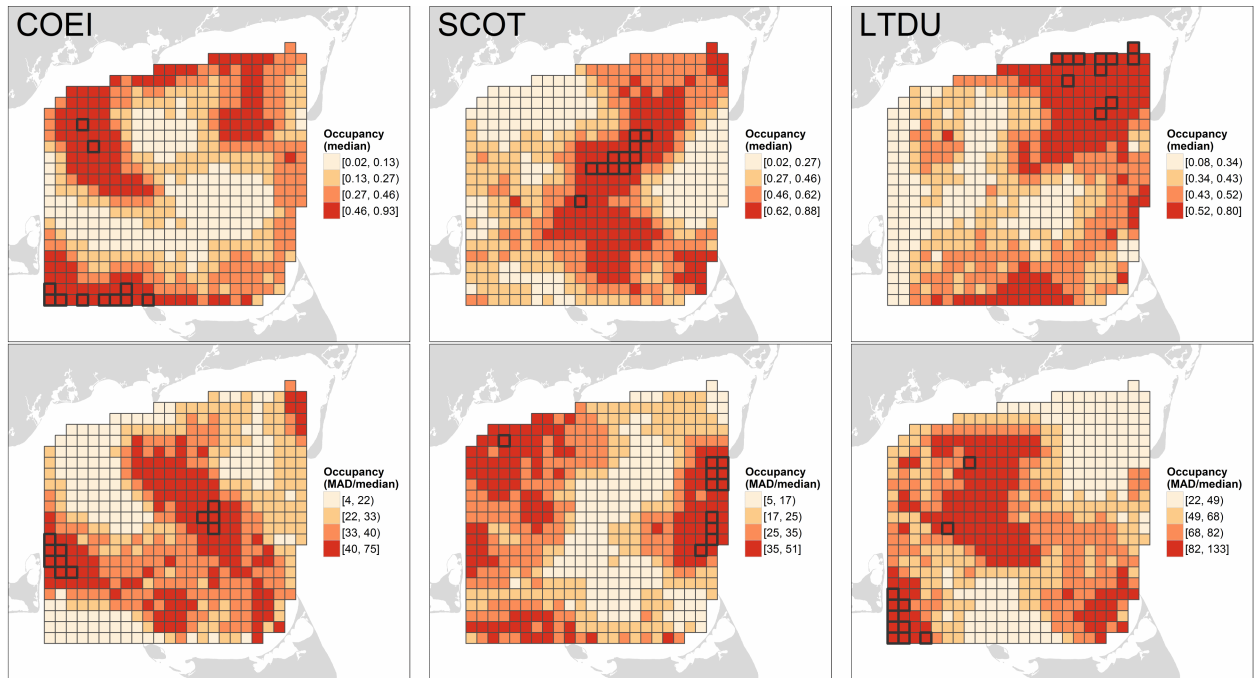 COEI
Occupancy
(median)
[0.02, 0.13)
[0.13, 0.27)
[0.27, 0.46)
[0.46, 0.93]
SCOT
Occupancy
(median)
[0.02, 0.27)
[0.27, 0.46)
[0.46, 0.62)
[0.62, 0.88]
LTDU
Occupancy
(median)
[0.08, 0.34)
[0.34, 0.43)
[0.43, 0.52)
[0.52, 0.80]
Occupancy
(MAD/median)
[4, 22)
[22, 33)
[33, 40)
[40, 75]
Occupancy
(MAD/median)
[5, 17)
[17, 25)
[25, 35)
[35, 51]
Occupancy
(MAD/median)
[22, 49)
[49, 68)
[68, 82)
[82, 133]